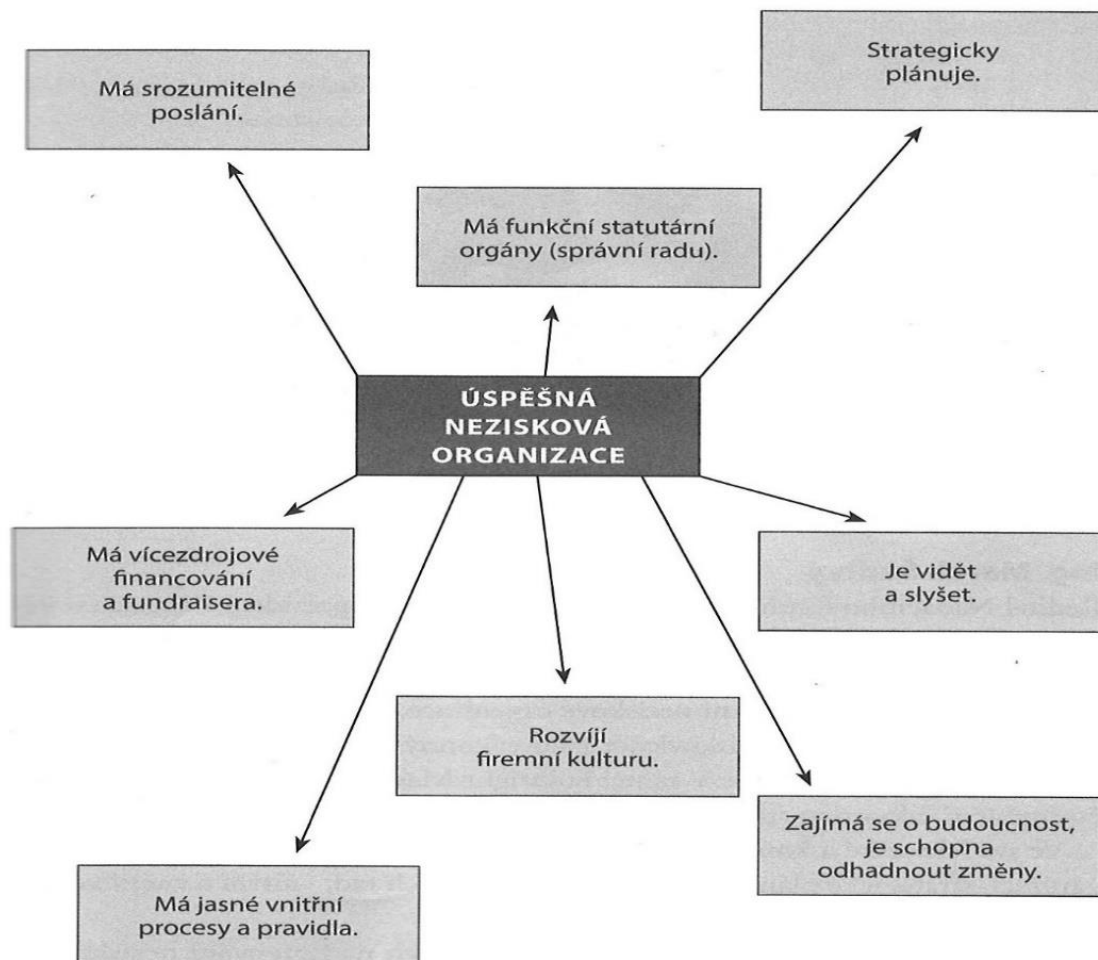 Má srozumitelné
poslání.
Strategicky
plánuje.
Má funkční statutární
orgány (správní radu).
ÚSPĚŠNÁ
NEZISKOVÁ
ORGANIZACE
Má vícezdrojové
financování
a fundraisera.
Je vidět
a slyšet.
Rozvíjí
firemní kulturu.
Zajímá se o budoucnost,
je schopna
odhadnout změny.
Má jasné vnitřní
procesy a pravidla.